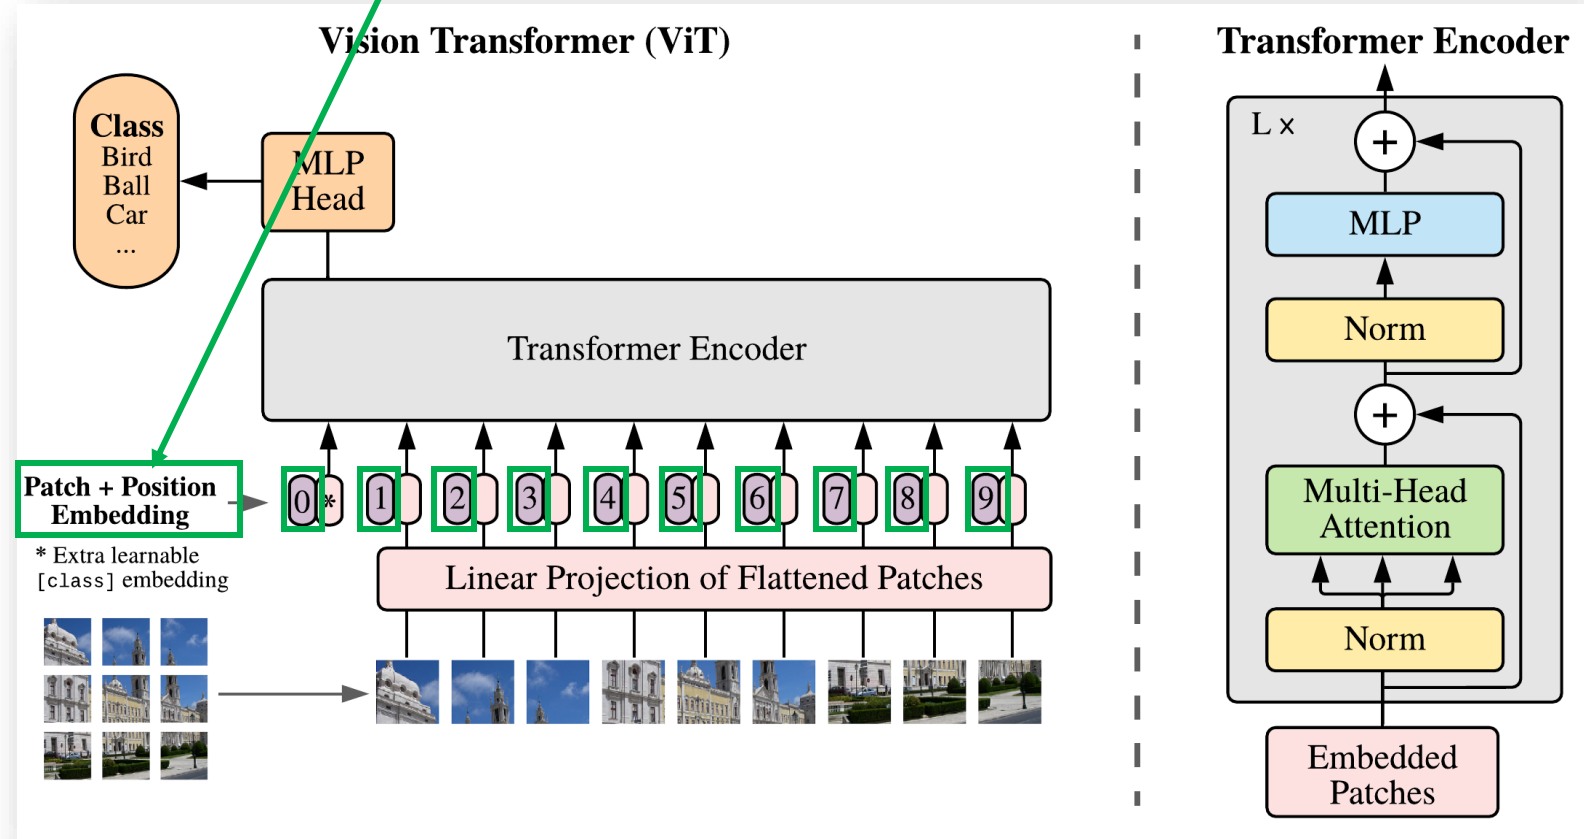 Vision Transformer (ViT)
Class
Bird
Ball
Car
...
MLP
Head
Transformer Encoder
Patch + Position
Embedding
0 * 1 2 3 4 5 6 7 8 9
* Extra learnable
[class] embedding
Linear Projection of Flattened Patches
Transformer Encoder
L x
+
MLP
Norm
+
Multi-Head
Attention
Norm
Embedded
Patches